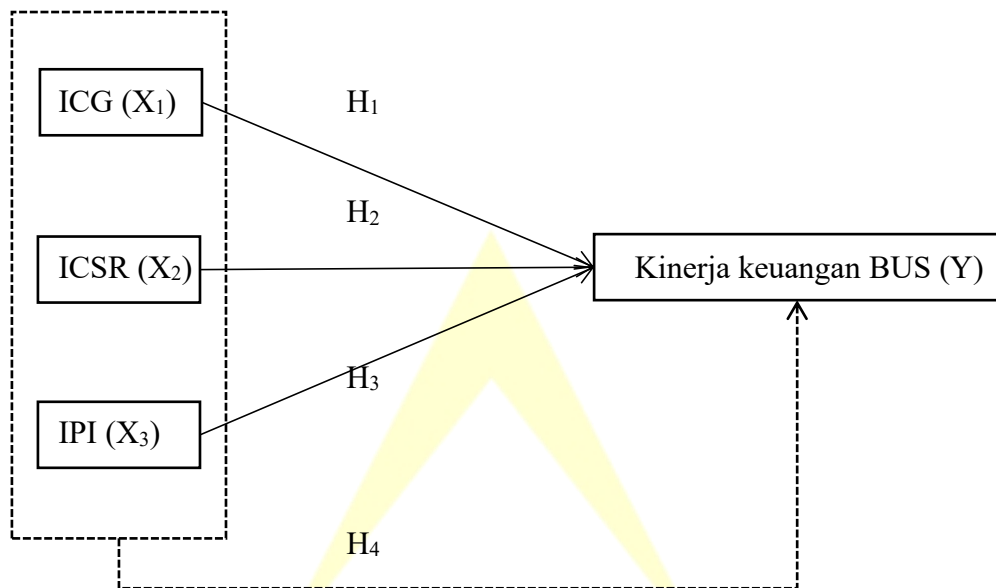 ICG (X₁)
H₁
H₂
ICSR (X₂)
Kinerja keuangan BUS (Y)
H₃
IPI (X₃)
H₄